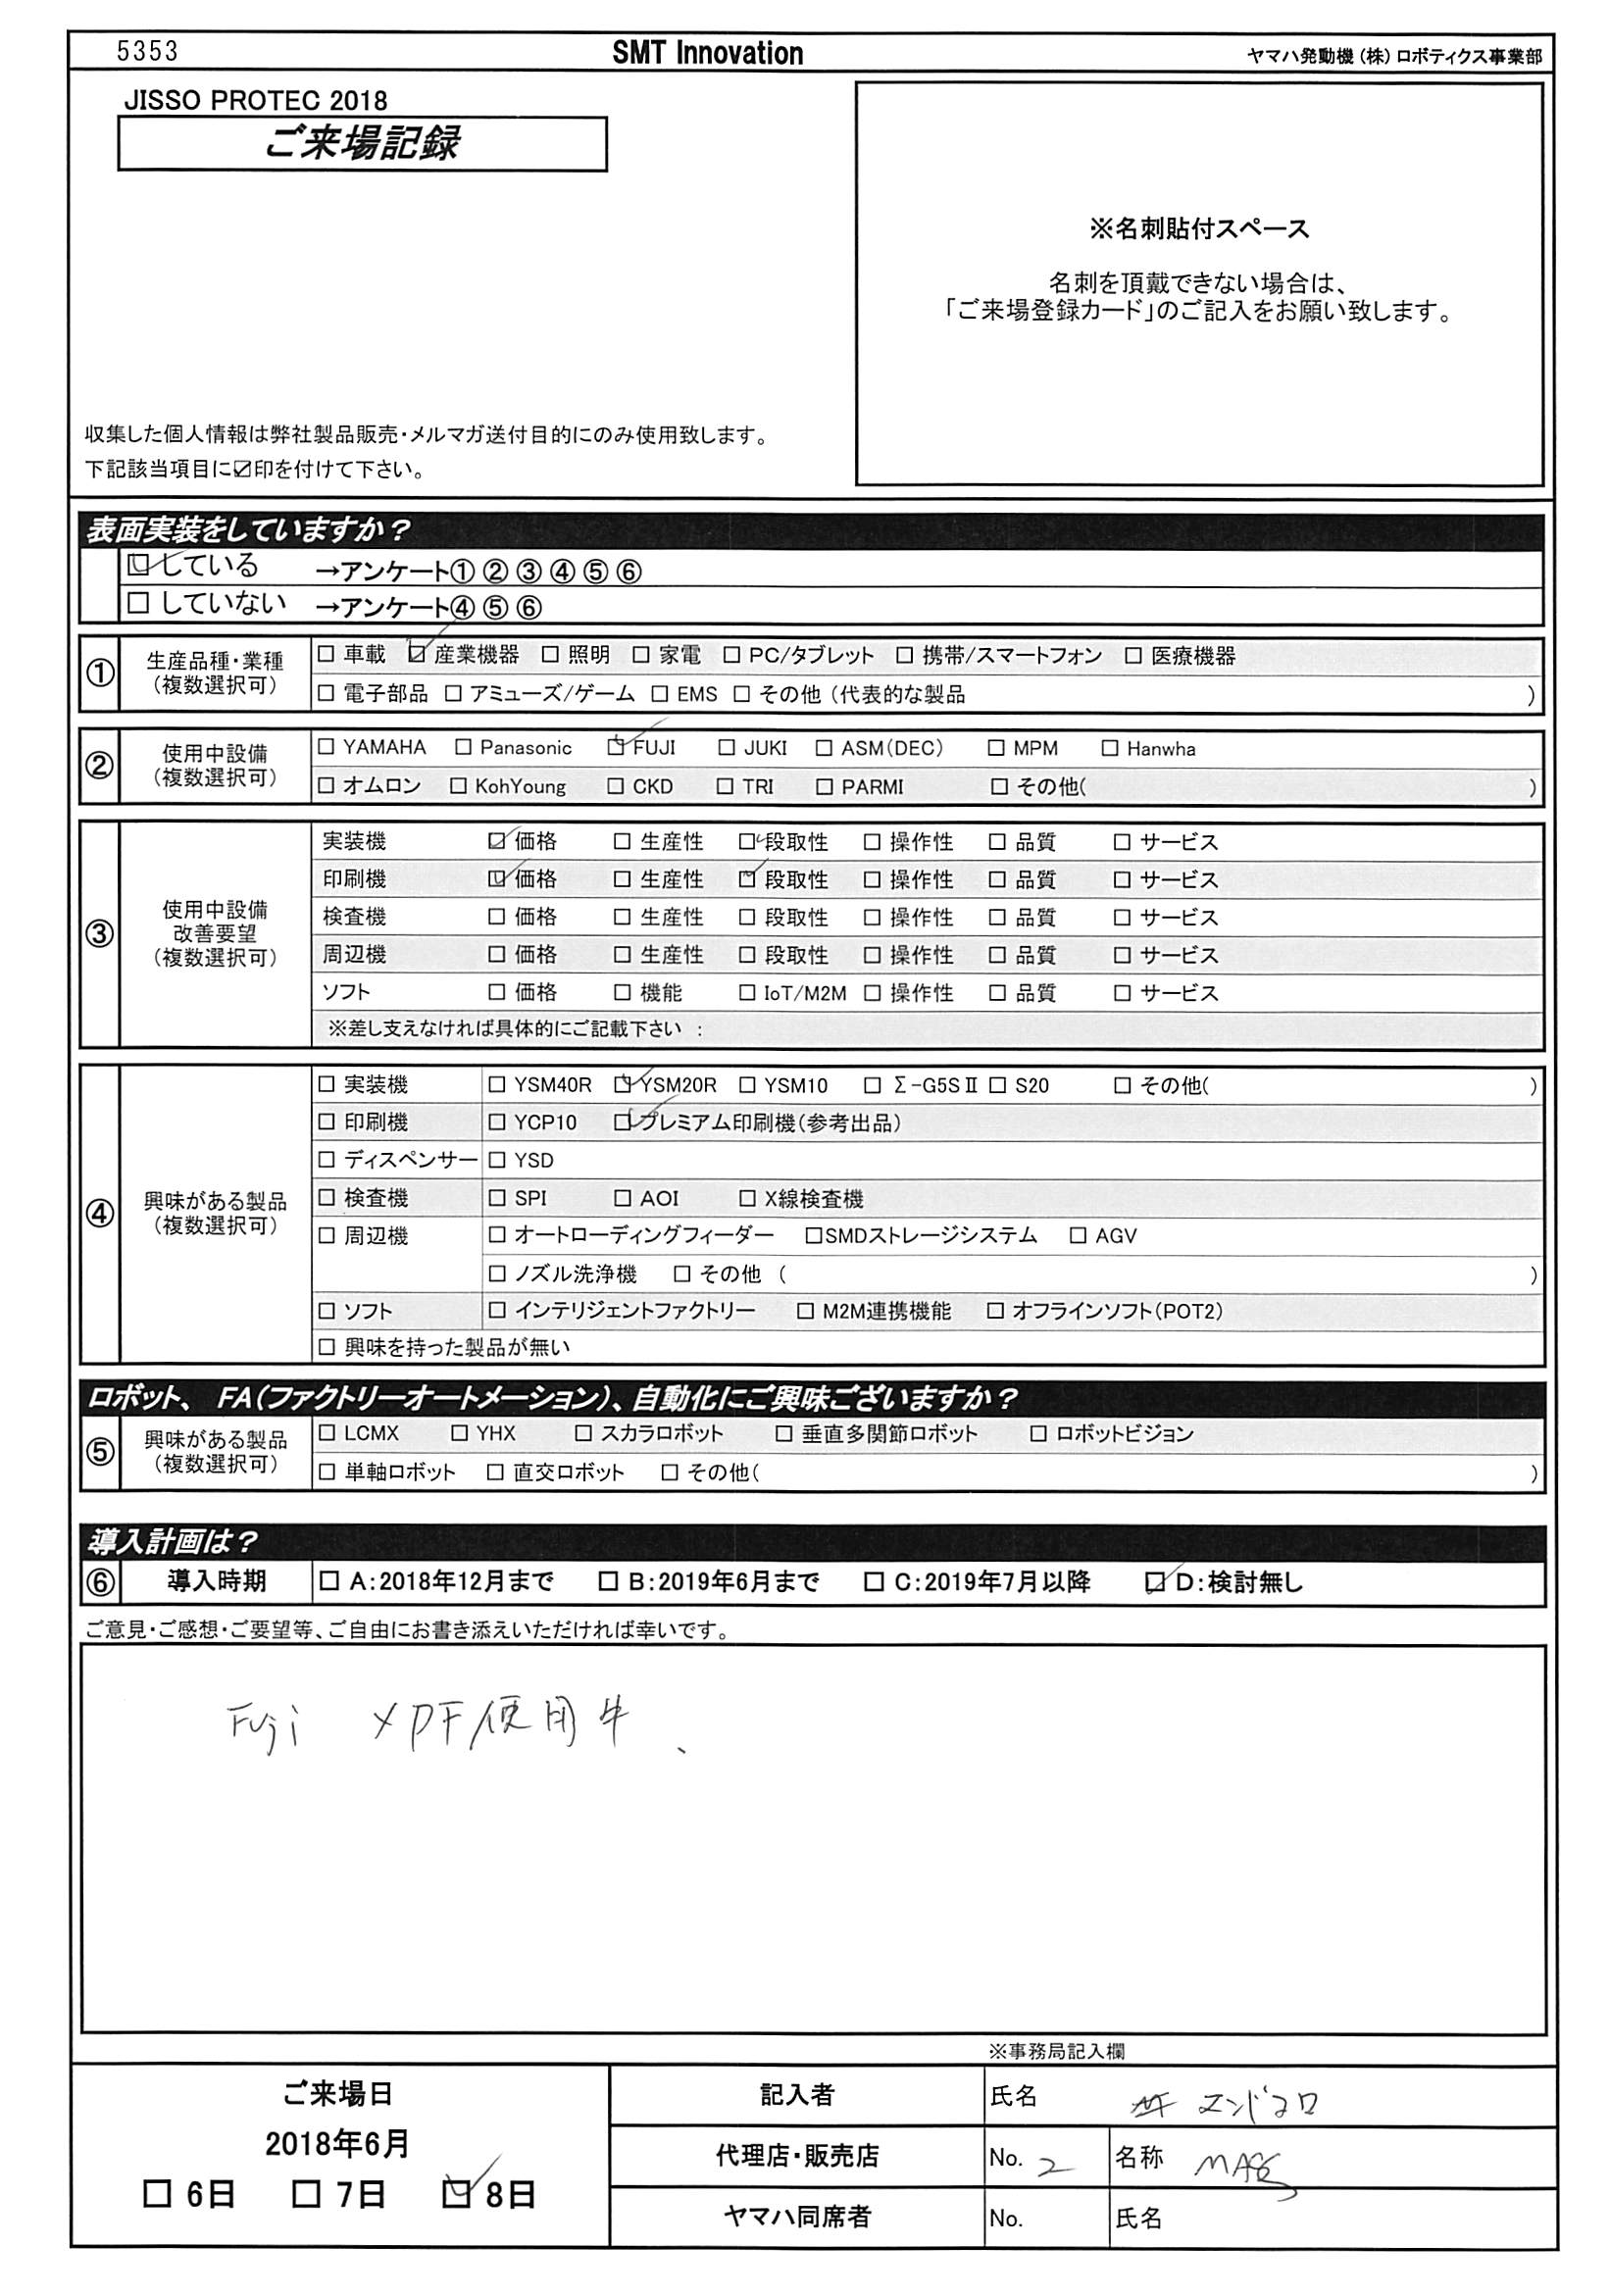 5353
SMT Innovation
ヤマハ発動機（株）ロボティクス事業部
JISSO PROTEC 2018
ご来場記録
※名刺貼付スペース
名刺を頂戴できない場合は、
「ご来場登録カード」のご記入をお願い致します。
収集した個人情報は弊社製品販売・メルマガ送付目的にのみ使用致します。
下記該当項目に☑印を付けて下さい。
表面実装をしていますか？
☑ している →アンケート① ② ③ ④ ⑤ ⑥
□ していない →アンケート④ ⑤ ⑥
① 生産品種・業種（複数選択可）
□ 車載 ☑ 産業機器 □ 照明 □ 家電 □ PC/タブレット □ 携帯/スマートフォン □ 医療機器
□ 電子部品 □ アミューズ/ゲーム □ EMS □ その他（代表的な製品 ）
② 使用中設備（複数選択可）
□ YAMAHA □ Panasonic ☑ FUJI □ JUKI □ ASM(DEC) □ MPM □ Hanwha
□ オムロン □ KohYoung □ CKD □ TRI □ PARMI □ その他( )
③ 使用中設備改善要望（複数選択可）
実装機 ☑ 価格 □ 生産性 ☑ 段取性 □ 操作性 □ 品質 □ サービス
印刷機 ☑ 価格 □ 生産性 ☑ 段取性 □ 操作性 □ 品質 □ サービス
検査機 □ 価格 □ 生産性 □ 段取性 □ 操作性 □ 品質 □ サービス
周辺機 □ 価格 □ 生産性 □ 段取性 □ 操作性 □ 品質 □ サービス
ソフト □ 価格 □ 機能 □ IoT/M2M □ 操作性 □ 品質 □ サービス
※差し支えなければ具体的にご記載下さい ：
④ 興味がある製品（複数選択可）
□ 実装機 □ YSM40R ☑ YSM20R □ YSM10 □ Σ-G5SⅡ □ S20 □ その他( )
□ 印刷機 □ YCP10 ☑ プレミアム印刷機(参考出品)
□ ディスペンサー □ YSD
□ 検査機 □ SPI □ AOI □ X線検査機
□ 周辺機 □ オートローディングフィーダー □SMDストレージシステム □ AGV
□ ノズル洗浄機 □ その他 ( )
□ ソフト □ インテリジェントファクトリー □ M2M連携機能 □ オフラインソフト(POT2)
□ 興味を持った製品が無い
ロボット、 FA(ファクトリーオートメーション)、自動化にご興味ございますか？
⑤ 興味がある製品（複数選択可）
□ LCMX □ YHX □ スカラロボット □ 垂直多関節ロボット □ ロボットビジョン
□ 単軸ロボット □ 直交ロボット □ その他( )
導入計画は？
⑥ 導入時期 □ A:2018年12月まで □ B:2019年6月まで □ C:2019年7月以降 ☑ D:検討無し
ご意見・ご感想・ご要望等、ご自由にお書き添えいただければ幸いです。
Fuji XPF使用中、
※事務局記入欄
ご来場日
2018年6月
□ 6日 □ 7日 ☑ 8日
記入者 氏名
代理店・販売店 No. 2 名称
ヤマハ同席者 No. 氏名